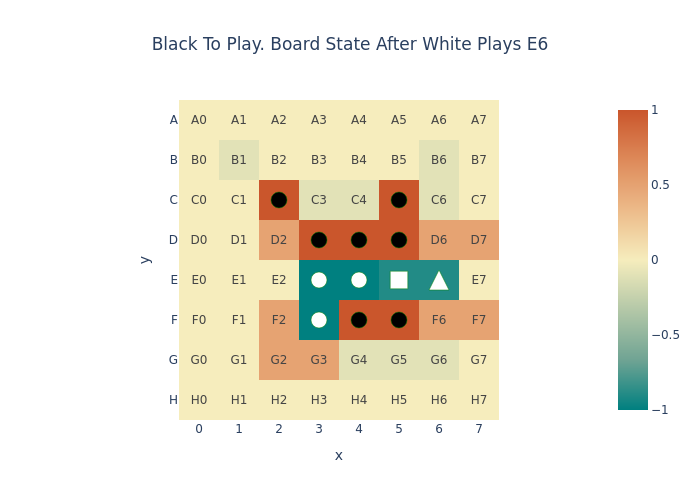 Black To Play. Board State After White Plays E6
A A0 A1 A2 A3 A4 A5 A6 A7
B B0 B1 B2 B3 B4 B5 B6 B7
C C0 C1 C3 C4 C6 C7
D D0 D1 D2 D6 D7
E E0 E1 E2 E7
F F0 F1 F2 F6 F7
G G0 G1 G2 G3 G4 G5 G6 G7
H H0 H1 H2 H3 H4 H5 H6 H7
0 1 2 3 4 5 6 7
x
y
1
0.5
0
−0.5
−1